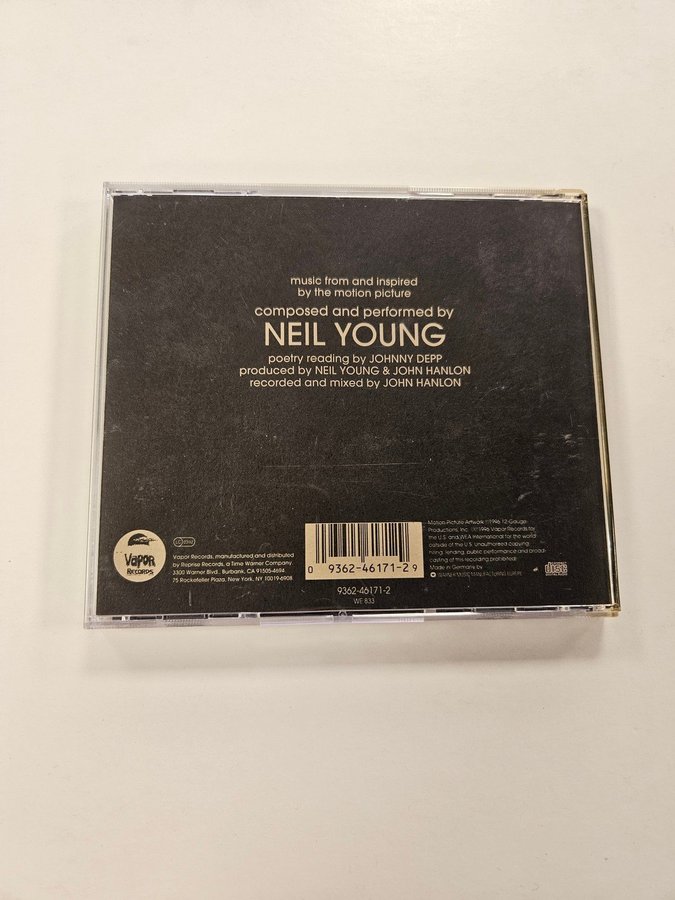 music from and inspired
by the motion picture
composed and performed by
NEIL YOUNG
poetry reading by JOHNNY DEPP
produced by NEIL YOUNG & JOHN HANLON
recorded and mixed by JOHN HANLON
VAPOR
RECORDS
Vapor Records, manufactured and distributed
by Reprise Records, a Time Warner Company.
3300 Warner Blvd., Burbank, CA 91505-4694.
75 Rockefeller Plaza, New York, NY 10019-6908.
0 9362-46171-2 9
9362-46171-2
WE 833
Motion Picture Artwork ©1996 12-Gauge
Productions, Inc. ©℗1996 Vapor Records for
the U.S. and WEA International for the world
outside of the U.S. Unauthorized copying,
hiring, lending, public performance and broad-
casting of this recording prohibited!
Made in Germany by
WARNER MUSIC MANUFACTURING EUROPE
disc